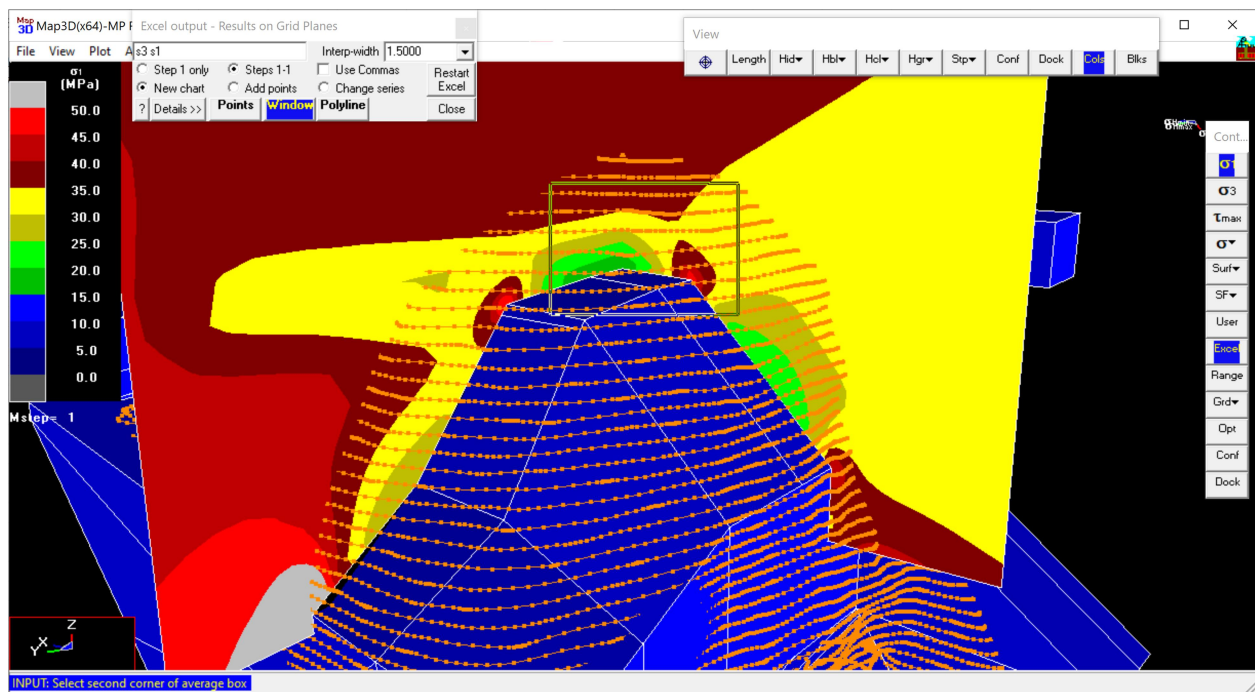 Map3D(x64)-MP F
Excel output - Results on Grid Planes
File View Plot A
s3 s1
Interp-width 1.5000
Step 1 only Steps 1-1 Use Commas
New chart Add points Change series
Restart Excel
? Details >> Points Window Polyline Close
View
Length Hid Hbl Hol Hgr Stp Conf Dock Cols Blks
σ1
(MPa)
50.0
45.0
40.0
35.0
30.0
25.0
20.0
15.0
10.0
5.0
0.0
Mstep= 1
Cont...
σ1
σ3
τmax
σ
Surf
SF
User
Excel
Range
Grd
Opt
Conf
Dock
Z
X
Y
INPUT: Select second corner of average box